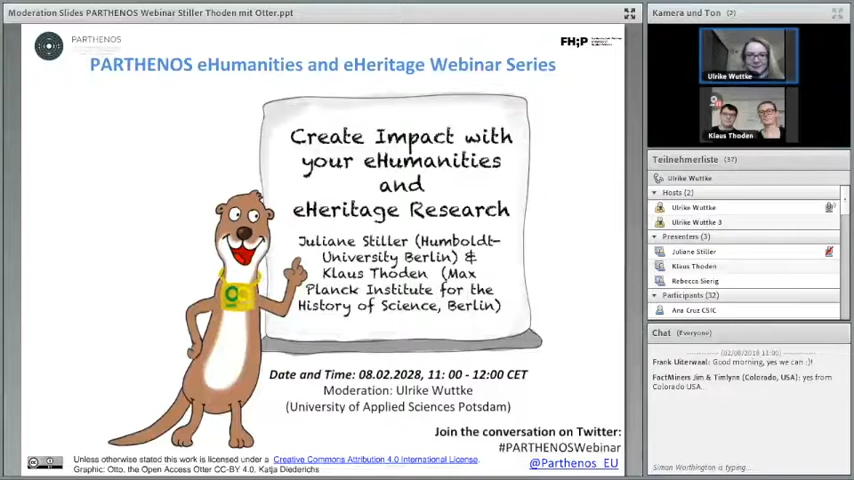 Moderation Slides PARTHENOS Webinar Stiller Thoden mit Otter.ppt
PARTHENOS
FH;P
PARTHENOS eHumanities and eHeritage Webinar Series
Create Impact with
your eHumanities
and
eHeritage Research
Juliane Stiller (Humboldt-
University Berlin) &
Klaus Thoden (Max
Planck Institute for the
History of Science, Berlin)
Date and Time: 08.02.2028, 11: 00 - 12:00 CET
Moderation: Ulrike Wuttke
(University of Applied Sciences Potsdam)
Join the conversation on Twitter:
#PARTHENOSWebinar
@Parthenos_EU
Unless otherwise stated this work is licensed under a Creative Commons Attribution 4.0 International License.
Graphic: Otto, the Open Access Otter CC-BY 4.0, Katja Diederichs
Kamera und Ton (2)
Ulrike Wuttke
Klaus Thoden
Teilnehmerliste (37)
Ulrike Wuttke
Hosts (2)
Ulrike Wuttke
Ulrike Wuttke 3
Presenters (3)
Juliane Stiller
Klaus Thoden
Rebecca Sierig
Participants (32)
Ana Cruz CSIC
Chat (Everyone)
(02/08/2018 11:00)
Frank Uiterwaal: Good morning, yes we can :)!
FactMiners Jim & Timlynn (Colorado, USA): yes from
Colorado USA.
Simon Worthington is typing...